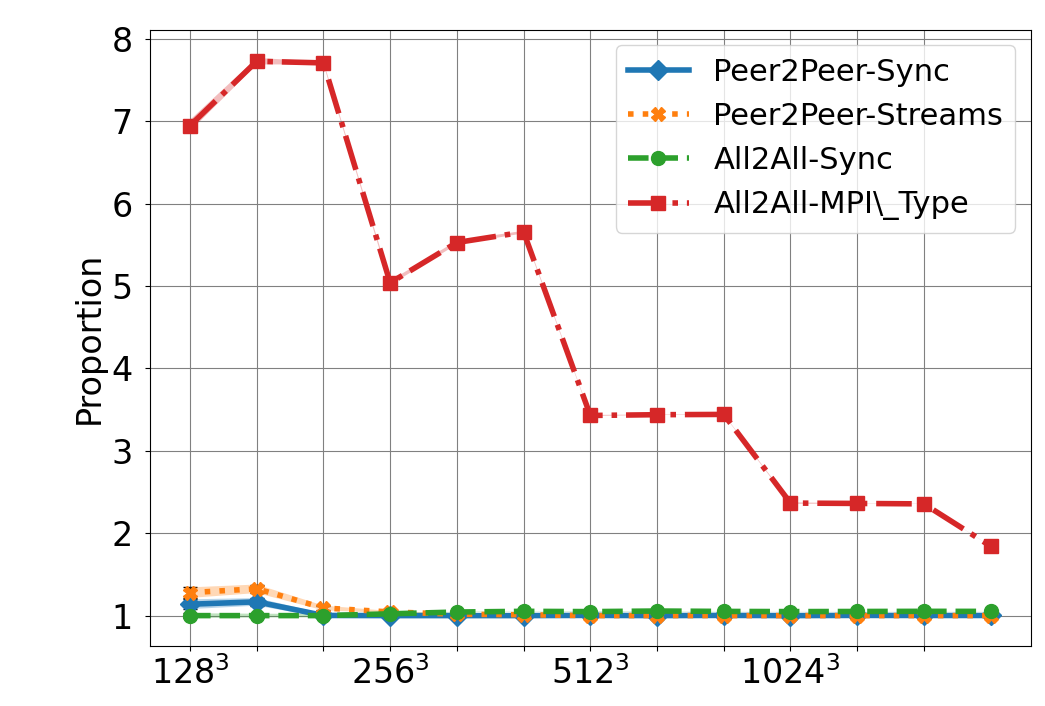 8
7
6
5
4
3
2
1
Proportion
Peer2Peer-Sync
Peer2Peer-Streams
All2All-Sync
All2All-MPI\_Type
128³ 256³ 512³ 1024³